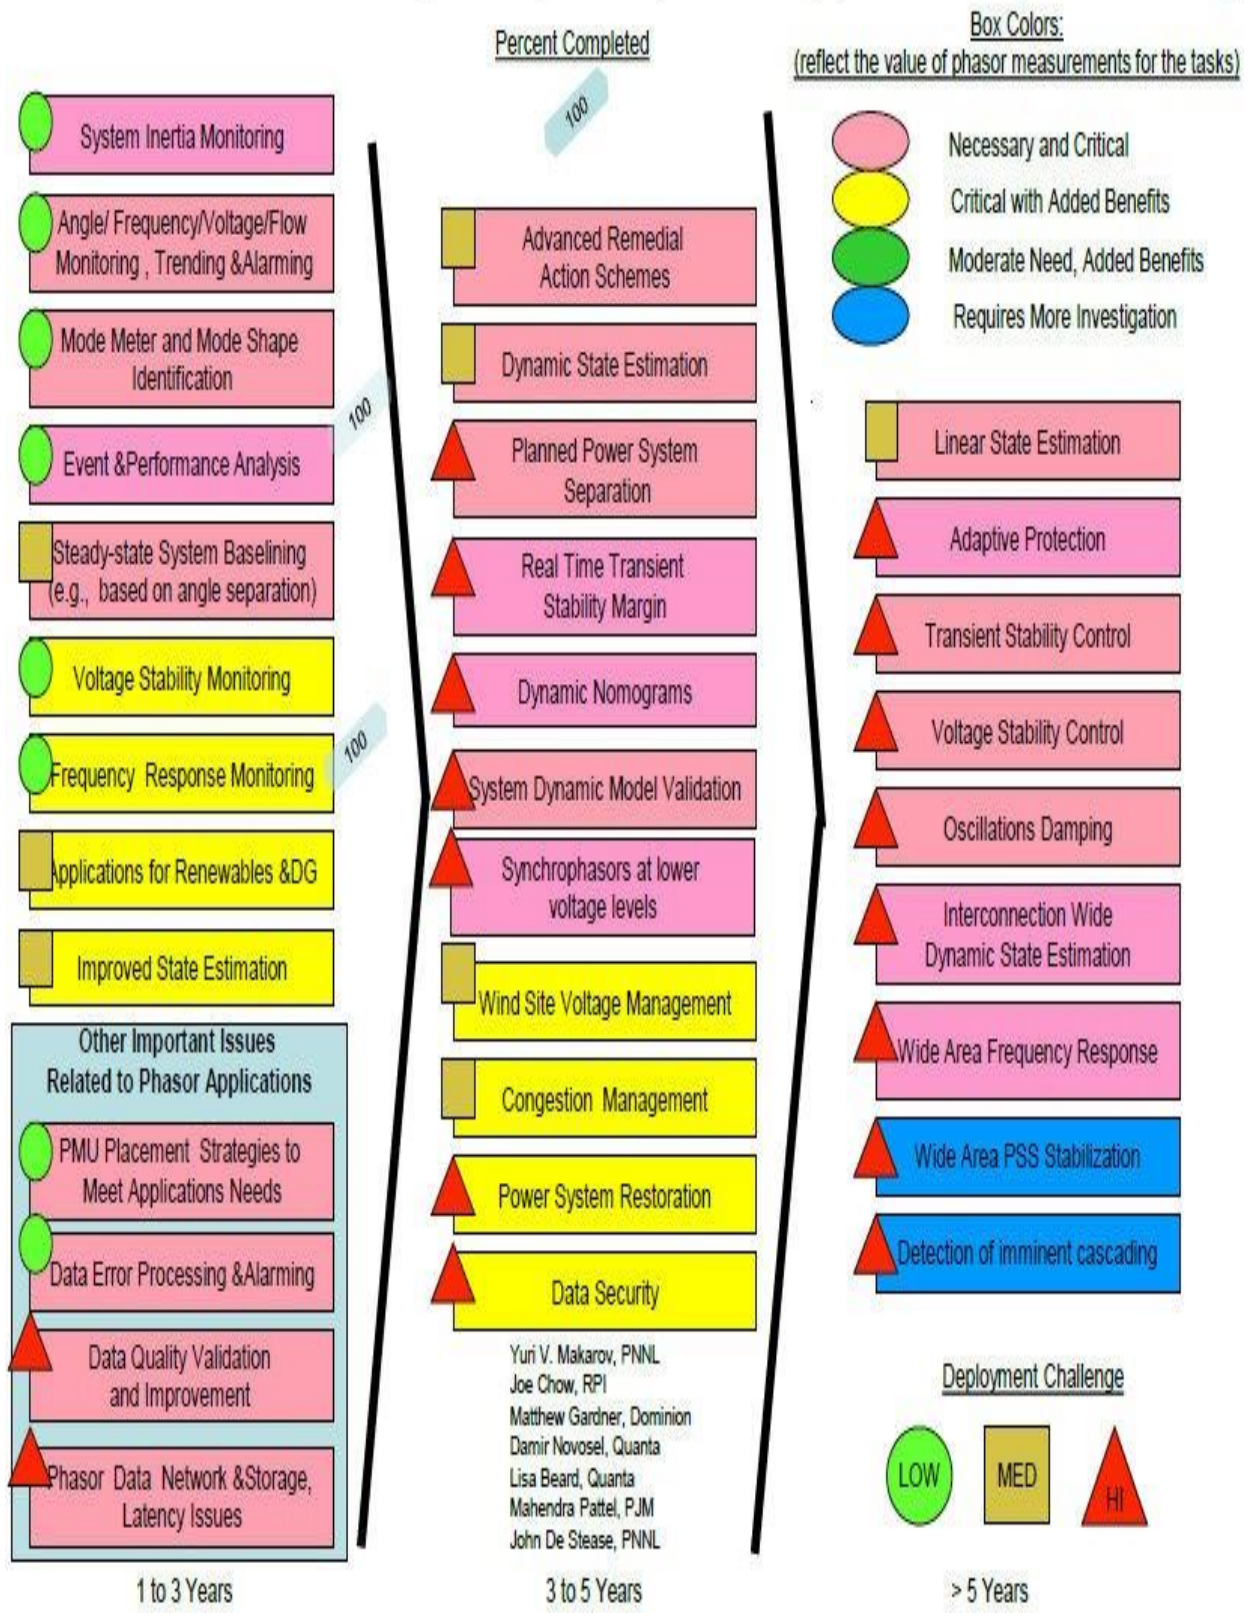 Percent Completed
100
Box Colors:
(reflect the value of phasor measurements for the tasks)
Necessary and Critical
Critical with Added Benefits
Moderate Need, Added Benefits
Requires More Investigation
System Inertia Monitoring
Angle/ Frequency/Voltage/Flow
Monitoring , Trending &Alarming
Mode Meter and Mode Shape
Identification
100
Event &Performance Analysis
Steady-state System Baselining
(e.g., based on angle separation)
Voltage Stability Monitoring
100
Frequency Response Monitoring
Applications for Renewables &DG
Improved State Estimation
Other Important Issues
Related to Phasor Applications
PMU Placement Strategies to
Meet Applications Needs
Data Error Processing &Alarming
Data Quality Validation
and Improvement
Phasor Data Network &Storage,
Latency Issues
1 to 3 Years
Advanced Remedial
Action Schemes
Dynamic State Estimation
Planned Power System
Separation
Real Time Transient
Stability Margin
Dynamic Nomograms
System Dynamic Model Validation
Synchrophasors at lower
voltage levels
Wind Site Voltage Management
Congestion Management
Power System Restoration
Data Security
Yuri V. Makarov, PNNL
Joe Chow, RPI
Matthew Gardner, Dominion
Damir Novosel, Quanta
Lisa Beard, Quanta
Mahendra Pattel, PJM
John De Stease, PNNL
3 to 5 Years
Linear State Estimation
Adaptive Protection
Transient Stability Control
Voltage Stability Control
Oscillations Damping
Interconnection Wide
Dynamic State Estimation
Wide Area Frequency Response
Wide Area PSS Stabilization
Detection of imminent cascading
Deployment Challenge
LOW
MED
HI
> 5 Years